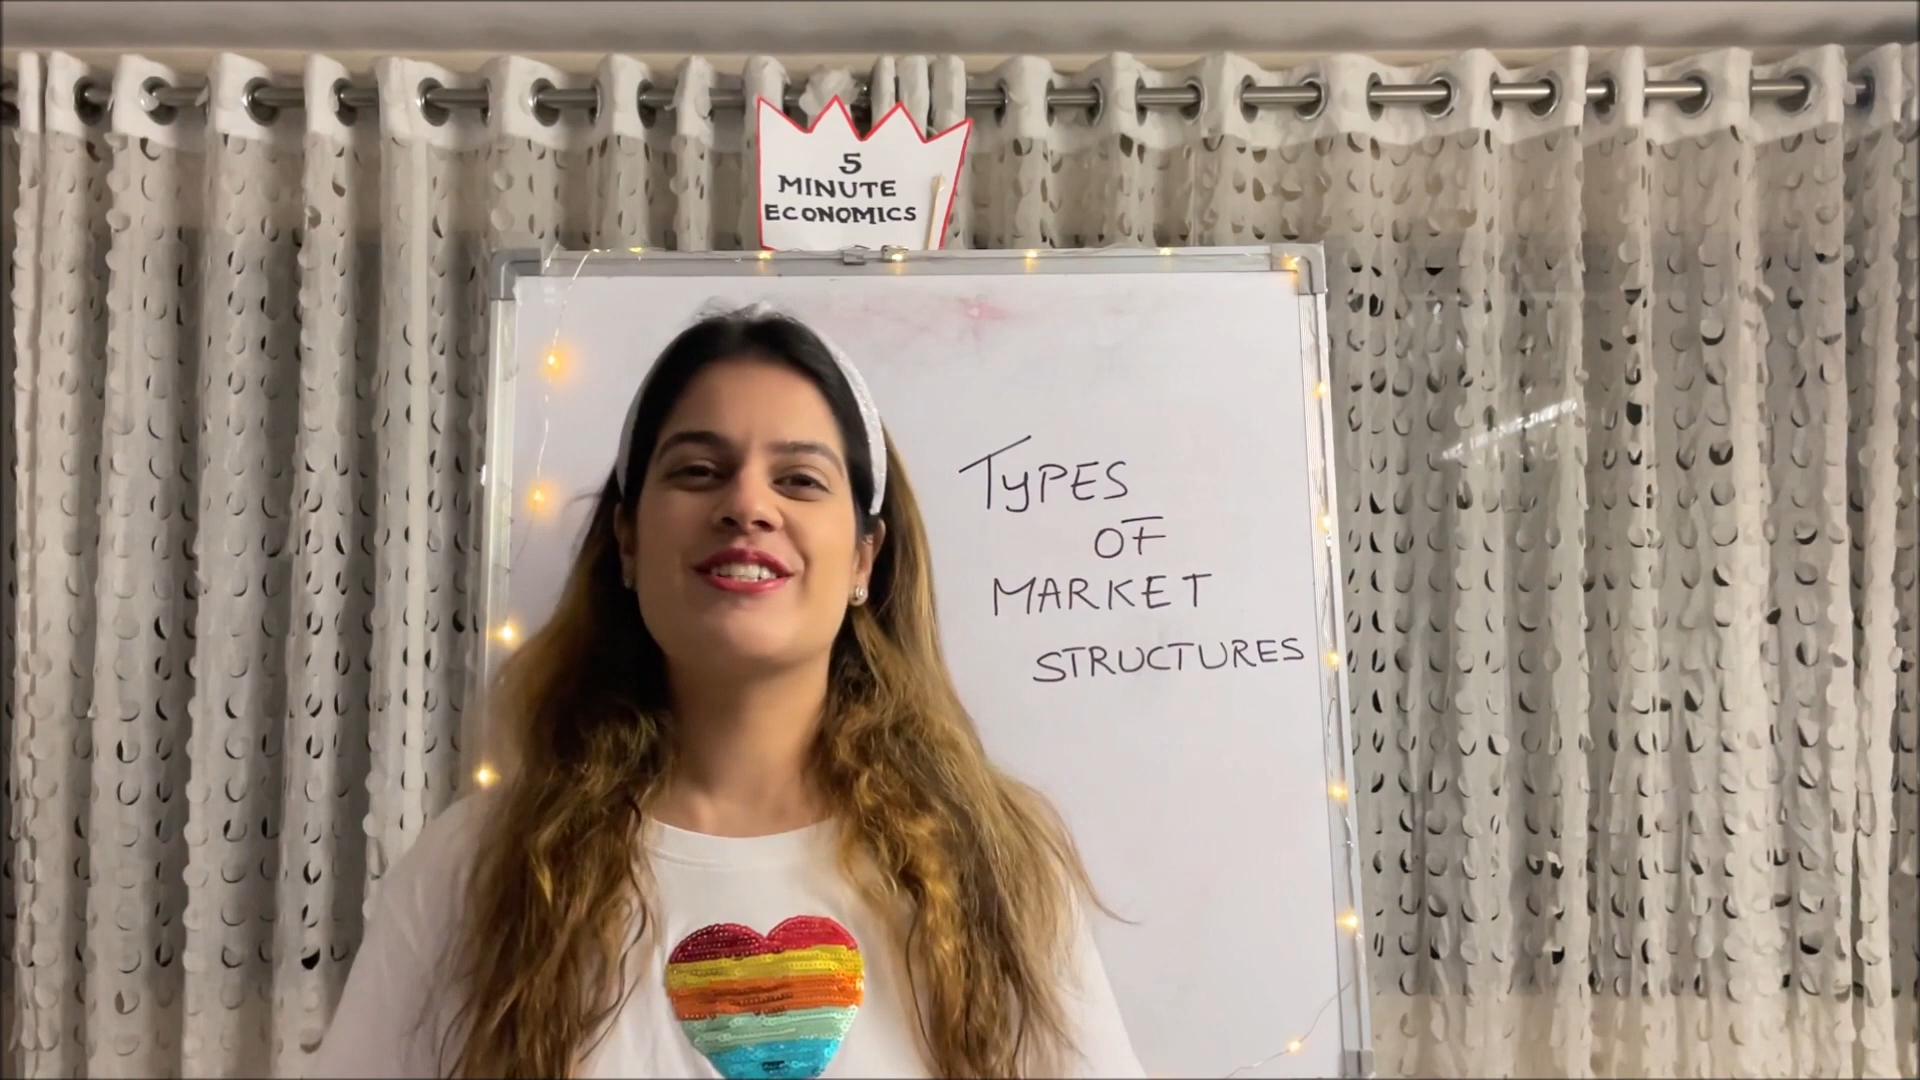 5
MINUTE
ECONOMICS
TYPES
OF
MARKET
STRUCTURES